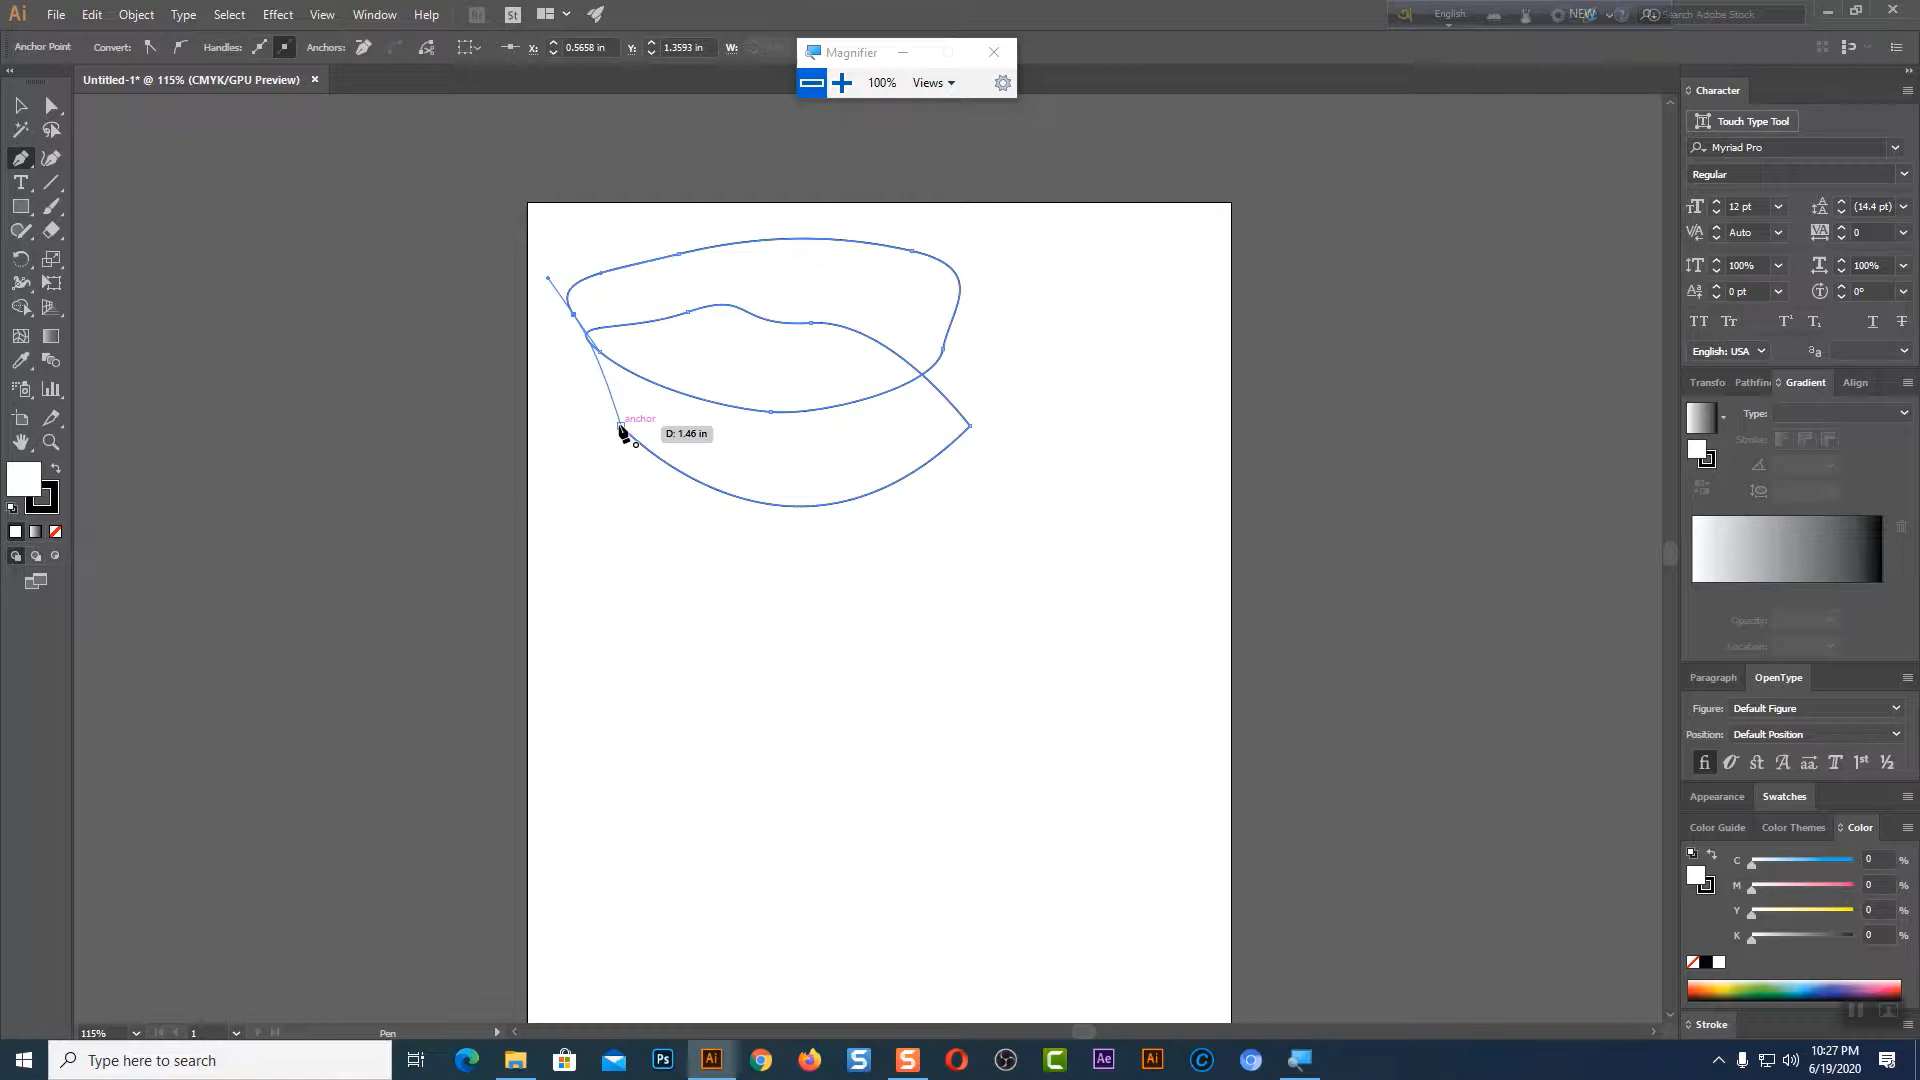 Ai File Edit Object Type Select Effect View Window Help Br St
English NEW Search Adobe Stock
Anchor Point Convert: Handles: Anchors: X: 0.5658 in Y: 1.3593 in W:
Magnifier
100% Views
Untitled-1* @ 115% (CMYK/GPU Preview)
Character
Touch Type Tool
Myriad Pro
Regular
12 pt (14.4 pt)
Auto 0
100% 100%
0 pt 0°
English: USA
Transfo Pathfin Gradient Align
Type:
Stroke:
Opacity:
Location:
anchor
D: 1.46 in
Paragraph OpenType
Figure: Default Figure
Position: Default Position
Appearance Swatches
Color Guide Color Themes Color
C 0 %
M 0 %
Y 0 %
K 0 %
Stroke
115% 1 Pen
Type here to search
10:27 PM
6/19/2020